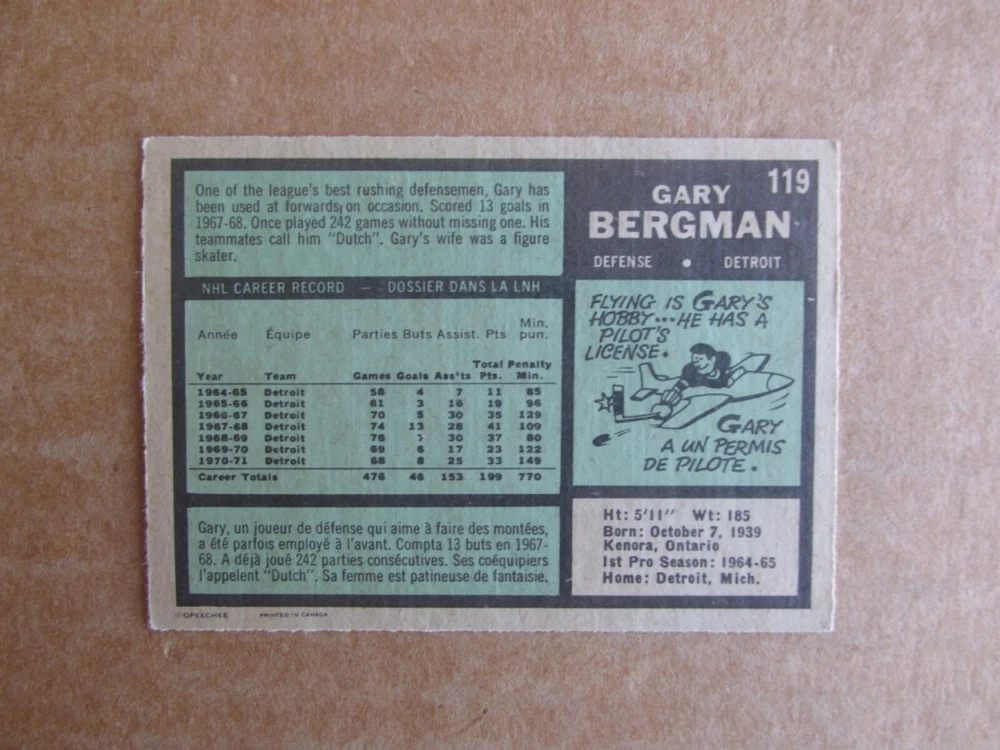 One of the league's best rushing defensemen, Gary has
been used at forwards on occasion. Scored 13 goals in
1967-68. Once played 242 games without missing one. His
teammates call him "Dutch". Gary's wife was a figure
skater.
119
GARY
BERGMAN
DEFENSE • DETROIT
NHL CAREER RECORD — DOSSIER DANS LA LNH
Année Équipe Parties Buts Assist. Pts Min. pun.
Year Team Games Goals Ass'ts Total Pts. Penalty Min.
1964-65 Detroit 58 4 7 11 85
1965-66 Detroit 61 3 16 19 96
1966-67 Detroit 70 5 30 35 129
1967-68 Detroit 74 13 28 41 109
1968-69 Detroit 76 30 37 80
1969-70 Detroit 69 6 17 23 122
1970-71 Detroit 68 8 25 33 149
Career Totals 476 46 153 199 770
FLYING IS GARY'S
HOBBY...HE HAS A
PILOT'S
LICENSE.
GARY
A UN PERMIS
DE PILOTE.
Gary, un joueur de défense qui aime à faire des montées,
a été parfois employé à l'avant. Compta 13 buts en 1967-
68. A déjà joué 242 parties consécutives. Ses coéquipiers
l'appelent "Dutch". Sa femme est patineuse de fantaisie.
Ht: 5'11" Wt: 185
Born: October 7, 1939
Kenora, Ontario
1st Pro Season: 1964-65
Home: Detroit, Mich.
© OPEECHEE PRINTED IN CANADA